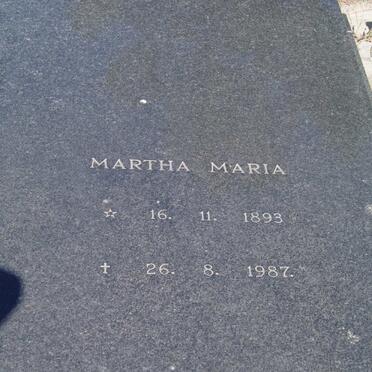 MARTHA MARIA
☆ 16. 11. 1893
✝ 26. 8. 1987.